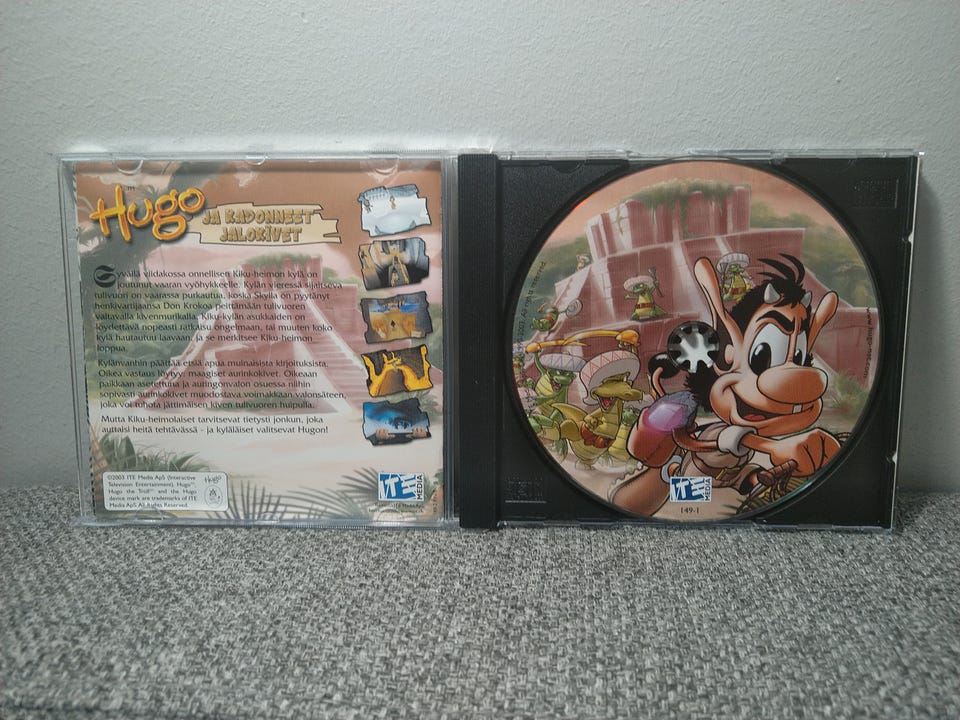 Hugo
JA KADONNEET
JALOKIVET
Syvällä viidakossa onnellisen Kiku-heimon kylä on
joutunut vaaran vyöhykkeelle. Kylän vieressä sijaitseva
tulivuori on vaarassa purkautua, koska Skylla on pyytänyt
henkivartijaansa Don Krokoa peittämään tulivuoren
valtavalla kivenmurikalla. Kiku-kylän asukkaiden on
löydettävä nopeasti ratkaisu ongelmaan, tai muuten koko
kylä hautautuu laavaan, ja se merkitsee Kiku-heimon
loppua.
Kylänvanhin päättää etsiä apua muinaisista kirjoituksista.
Oikea vastaus löytyy: maagiset aurinkokivet. Oikeaan
paikkaan asetettuna ja autingonvalon osuessa niihin
sopivasti aurinkokivet muodostava voimakkaan valonsäteen,
joka voi tuhota jättimäisen kiven tulivuoren huipulla.
Mutta Kiku-heimolaiset tarvitsevat tietysti jonkun, joka
auttaisi heitä tehtävässä - ja kyläläiset valitsevat Hugon!
©2003 ITE Media ApS (Interactive
Television Entertainment), Hugo™,
Hugo the Troll™ and the Hugo
device mark are trademarks of ITE
Media ApS All Rights Reserved.
Hugo
ITE
MEDIA
ITE
MEDIA
149-1